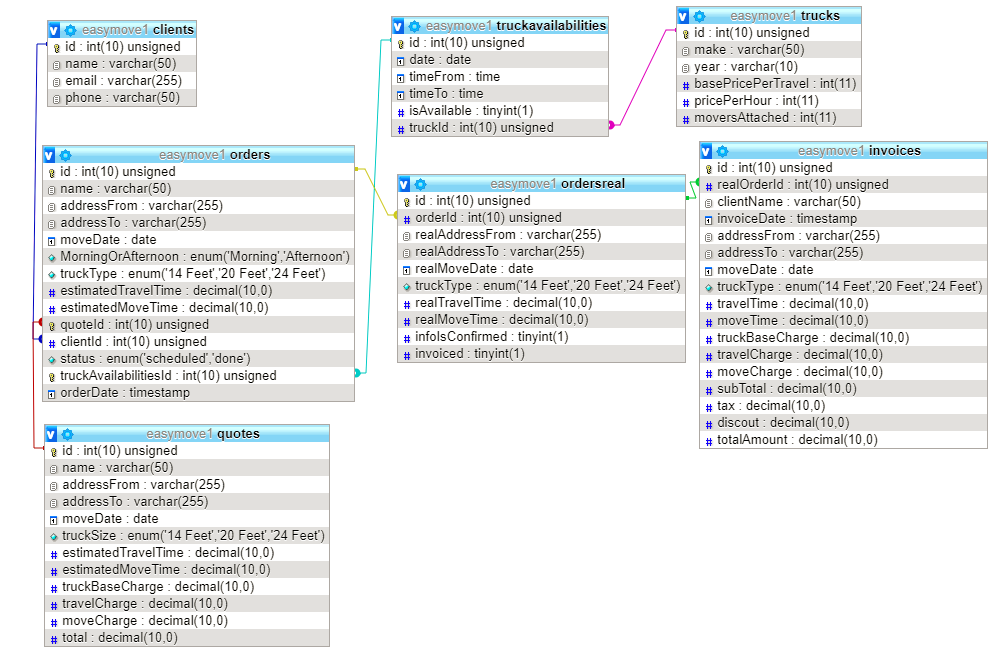 easymove1 clients
id : int(10) unsigned
name : varchar(50)
email : varchar(255)
phone : varchar(50)
easymove1 truckavailabilities
id : int(10) unsigned
date : date
timeFrom : time
timeTo : time
isAvailable : tinyint(1)
truckId : int(10) unsigned
easymove1 trucks
id : int(10) unsigned
make : varchar(50)
year : varchar(10)
basePricePerTravel : int(11)
pricePerHour : int(11)
moversAttached : int(11)
easymove1 orders
id : int(10) unsigned
name : varchar(50)
addressFrom : varchar(255)
addressTo : varchar(255)
moveDate : date
MorningOrAfternoon : enum('Morning','Afternoon')
truckType : enum('14 Feet','20 Feet','24 Feet')
estimatedTravelTime : decimal(10,0)
estimatedMoveTime : decimal(10,0)
quoteId : int(10) unsigned
clientId : int(10) unsigned
status : enum('scheduled','done')
truckAvailabilitiesId : int(10) unsigned
orderDate : timestamp
easymove1 ordersreal
id : int(10) unsigned
orderId : int(10) unsigned
realAddressFrom : varchar(255)
realAddressTo : varchar(255)
realMoveDate : date
truckType : enum('14 Feet','20 Feet','24 Feet')
realTravelTime : decimal(10,0)
realMoveTime : decimal(10,0)
infoIsConfirmed : tinyint(1)
invoiced : tinyint(1)
easymove1 invoices
id : int(10) unsigned
realOrderId : int(10) unsigned
clientName : varchar(50)
invoiceDate : timestamp
addressFrom : varchar(255)
addressTo : varchar(255)
moveDate : date
truckType : enum('14 Feet','20 Feet','24 Feet')
travelTime : decimal(10,0)
moveTime : decimal(10,0)
truckBaseCharge : decimal(10,0)
travelCharge : decimal(10,0)
moveCharge : decimal(10,0)
subTotal : decimal(10,0)
tax : decimal(10,0)
discout : decimal(10,0)
totalAmount : decimal(10,0)
easymove1 quotes
id : int(10) unsigned
name : varchar(50)
addressFrom : varchar(255)
addressTo : varchar(255)
moveDate : date
truckSize : enum('14 Feet','20 Feet','24 Feet')
estimatedTravelTime : decimal(10,0)
estimatedMoveTime : decimal(10,0)
truckBaseCharge : decimal(10,0)
travelCharge : decimal(10,0)
moveCharge : decimal(10,0)
total : decimal(10,0)